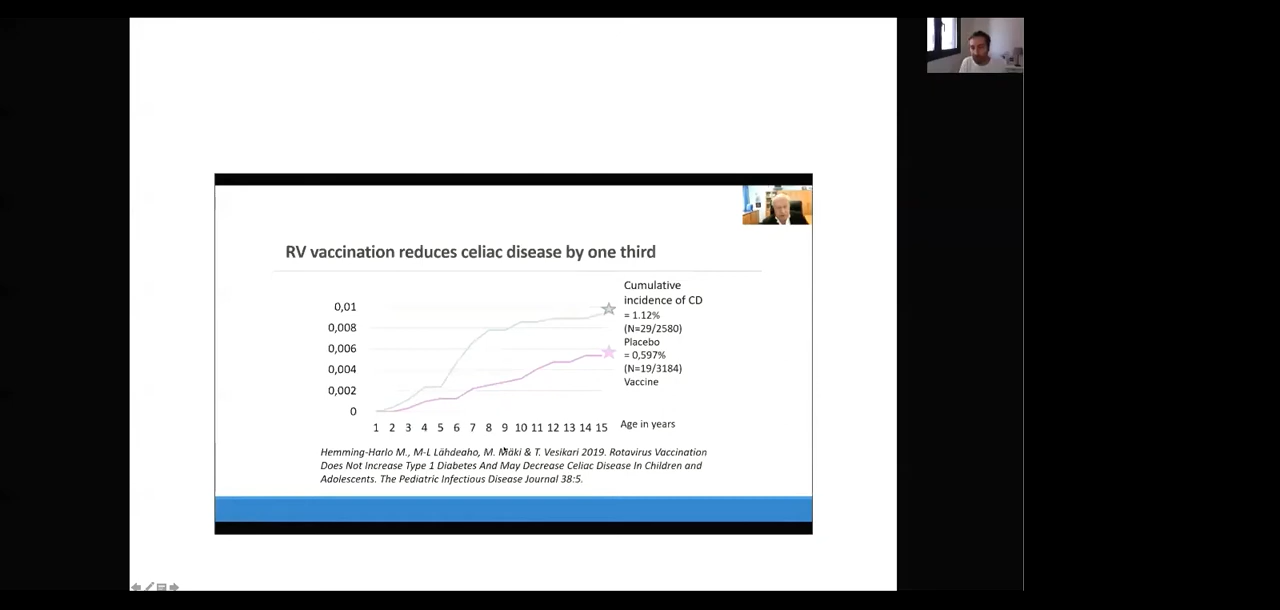 RV vaccination reduces celiac disease by one third
Cumulative
incidence of CD
= 1.12%
(N=29/2580)
Placebo
= 0,597%
(N=19/3184)
Vaccine
0,01
0,008
0,006
0,004
0,002
0
1 2 3 4 5 6 7 8 9 10 11 12 13 14 15
Age in years
Hemming-Harlo M., M-L Lähdeaho, M. Mäki & T. Vesikari 2019. Rotavirus Vaccination
Does Not Increase Type 1 Diabetes And May Decrease Celiac Disease In Children and
Adolescents. The Pediatric Infectious Disease Journal 38:5.